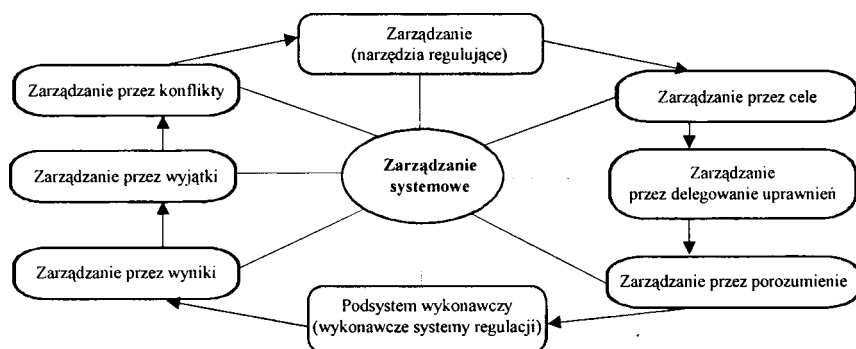 Zarządzanie
(narzędzia regulujące)
Zarządzanie przez konflikty
Zarządzanie przez cele
Zarządzanie przez wyjątki
Zarządzanie
systemowe
Zarządzanie
przez delegowanie uprawnień
Zarządzanie przez wyniki
Zarządzanie przez porozumienie
Podsystem wykonawczy
(wykonawcze systemy regulacji)